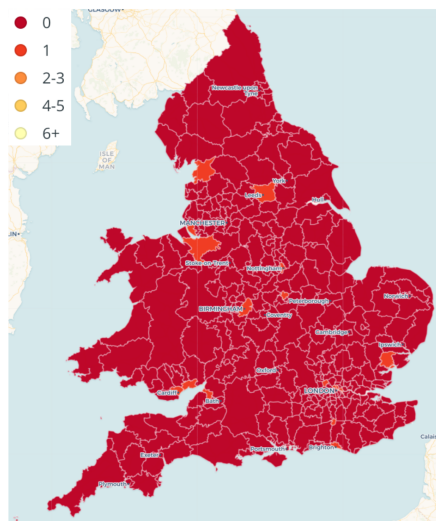 GLASGOW
0
1
2-3
4-5
6+
Newcastle upon
Tyne
ISLE
OF
MAN
York
Leeds
Hull
MANCHESTER
Stoke-on-Trent
Nottingham
Norwich
BIRMINGHAM
Peterborough
Coventry
Cambridge
Ipswich
Oxford
Cardiff
Bath
LONDON
Calai
Portsmouth
Brighton
Exeter
Plymouth